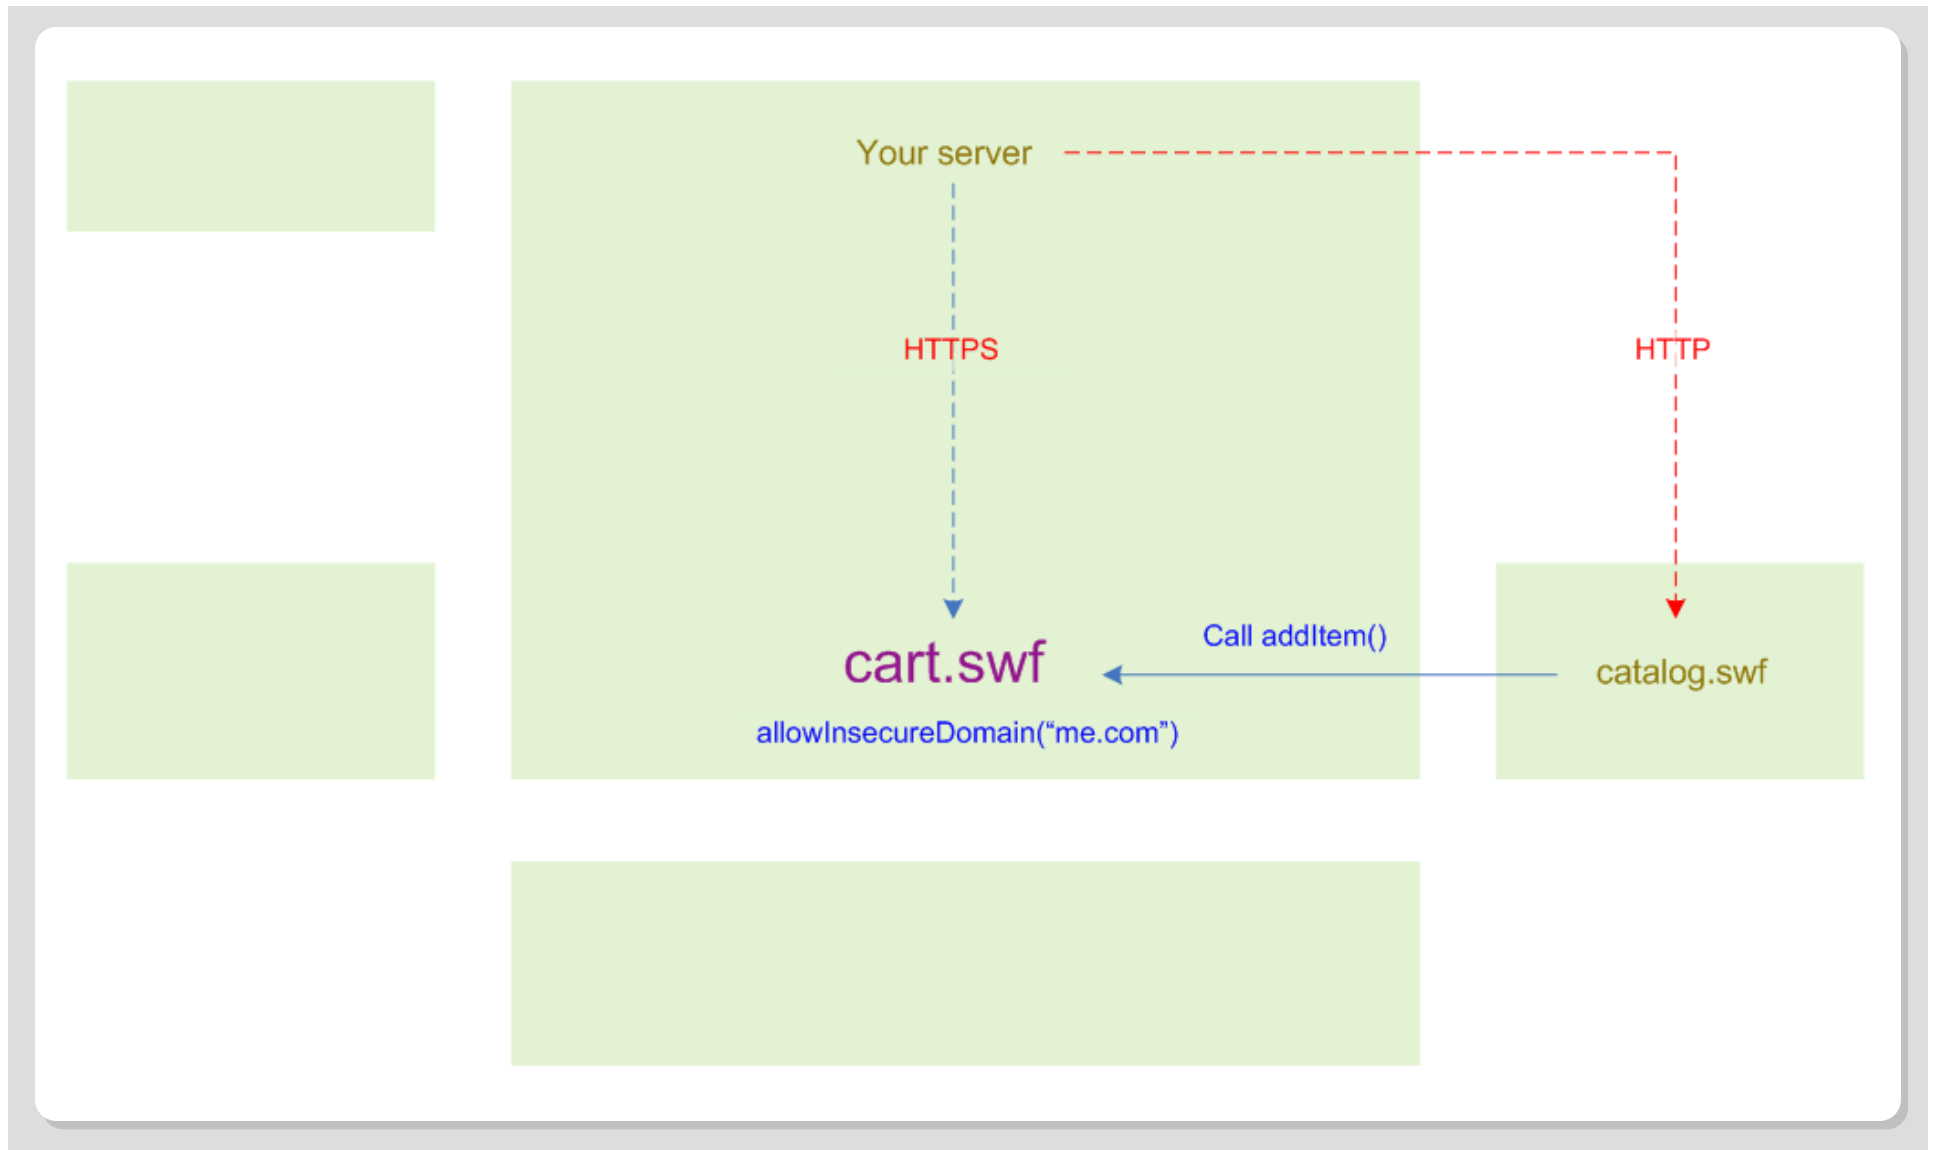 Your server
HTTPS
HTTP
Call addItem()
cart.swf
catalog.swf
allowInsecureDomain(“me.com”)